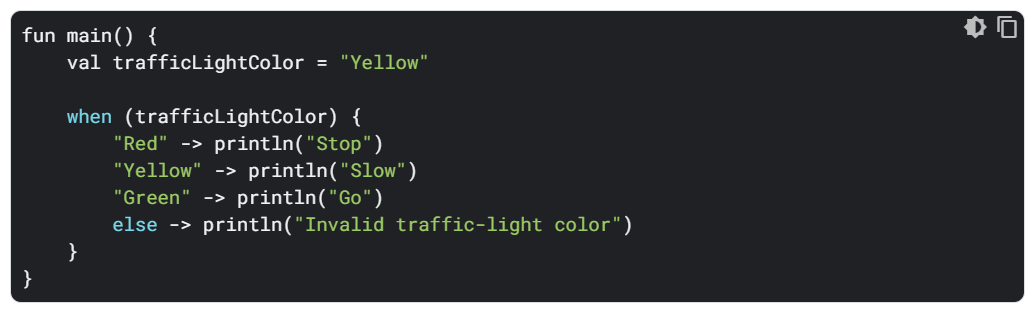 fun main() {
    val trafficLightColor = "Yellow"

    when (trafficLightColor) {
        "Red" -> println("Stop")
        "Yellow" -> println("Slow")
        "Green" -> println("Go")
        else -> println("Invalid traffic-light color")
    }
}